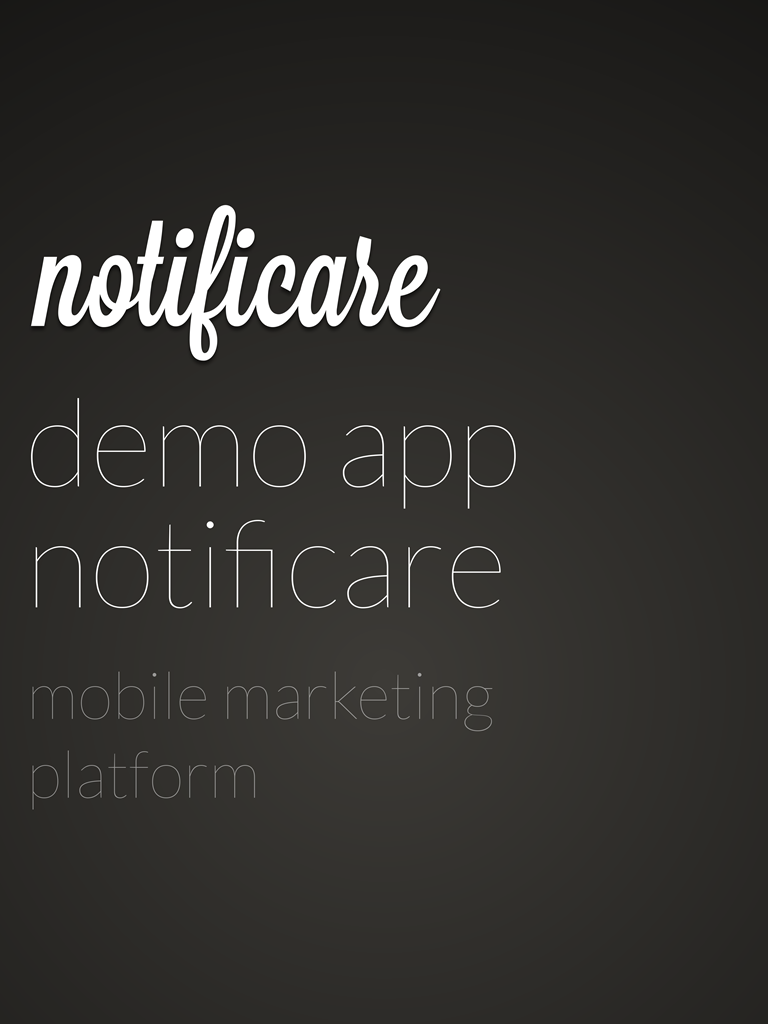 notificare
demo app
notificare
mobile marketing
platform